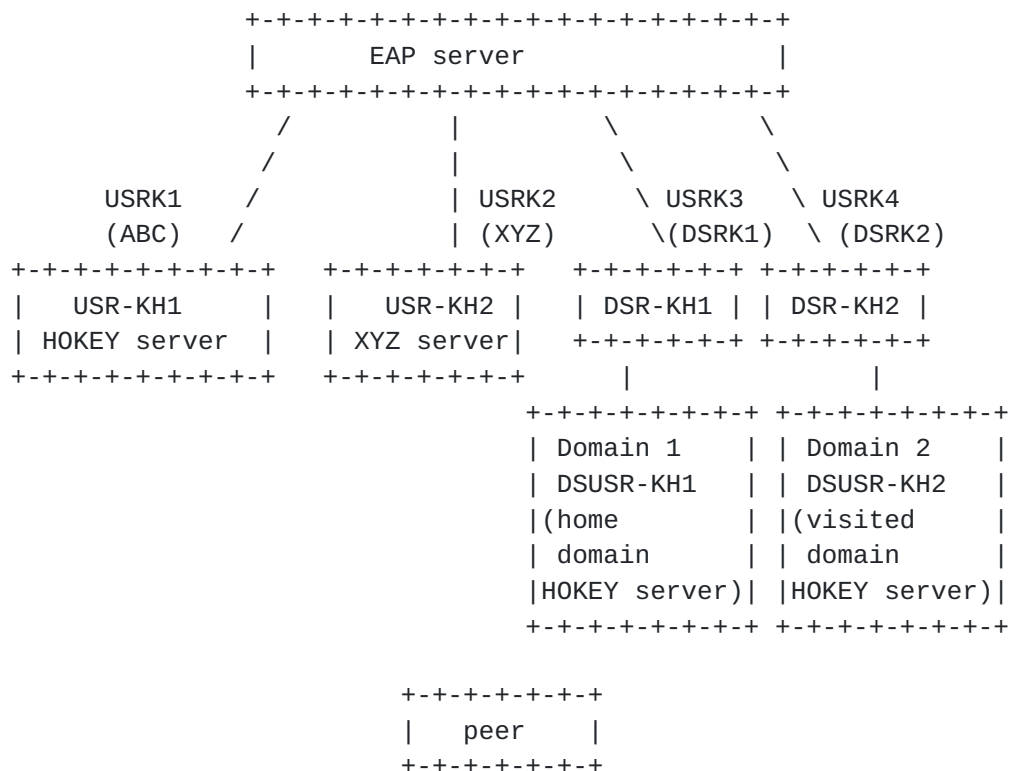 +-+-+-+-+-+-+-+-+-+-+-+-+-+-+-+-+-+
|       EAP server                |
+-+-+-+-+-+-+-+-+-+-+-+-+-+-+-+-+-+
/          |         \         \
/           |          \         \
USRK1    /            | USRK2     \ USRK3   \ USRK4
(ABC)   /             | (XYZ)      \(DSRK1)  \ (DSRK2)
+-+-+-+-+-+-+-+-+   +-+-+-+-+-+-+   +-+-+-+-+-+ +-+-+-+-+-+
|   USR-KH1     |   |   USR-KH2 |   | DSR-KH1 | | DSR-KH2 |
| HOKEY server  |   | XYZ server|   +-+-+-+-+-+ +-+-+-+-+-+
+-+-+-+-+-+-+-+-+   +-+-+-+-+-+-+      |               |
+-+-+-+-+-+-+-+ +-+-+-+-+-+-+-+
| Domain 1    | | Domain 2    |
| DSUSR-KH1   | | DSUSR-KH2   |
|(home        | |(visited     |
| domain      | | domain      |
|HOKEY server)| |HOKEY server)|
+-+-+-+-+-+-+-+ +-+-+-+-+-+-+-+
+-+-+-+-+-+-+
|   peer    |
+-+-+-+-+-+-+